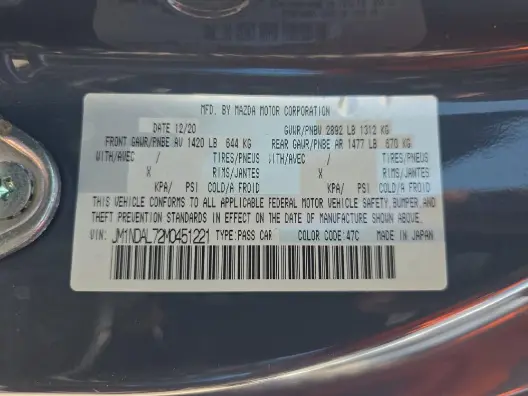 MFD. BY MAZDA MOTOR CORPORATION
DATE 12/20 GVWR/PNBV 2892 LB 1312 KG
FRONT GAWR/PNBE AV 1420 LB 644 KG REAR GAWR/PNBE AR 1477 LB 670 KG
WITH/AVEC / TIRES/PNEUS WITH/AVEC / TIRES/PNEUS
X RIMS/JANTES X RIMS/JANTES
KPA/ PSI COLD/A FROID KPA/ PSI COLD/A FROID
THIS VEHICLE CONFORMS TO ALL APPLICABLE FEDERAL MOTOR VEHICLE SAFETY, BUMPER, AND
THEFT PREVENTION STANDARDS IN EFFECT ON THE DATE OF MANUFACTURE SHOWN ABOVE.
VIN: JM1NDAL72M0451221 TYPE:PASS CAR COLOR CODE:47C MADE IN JAPAN